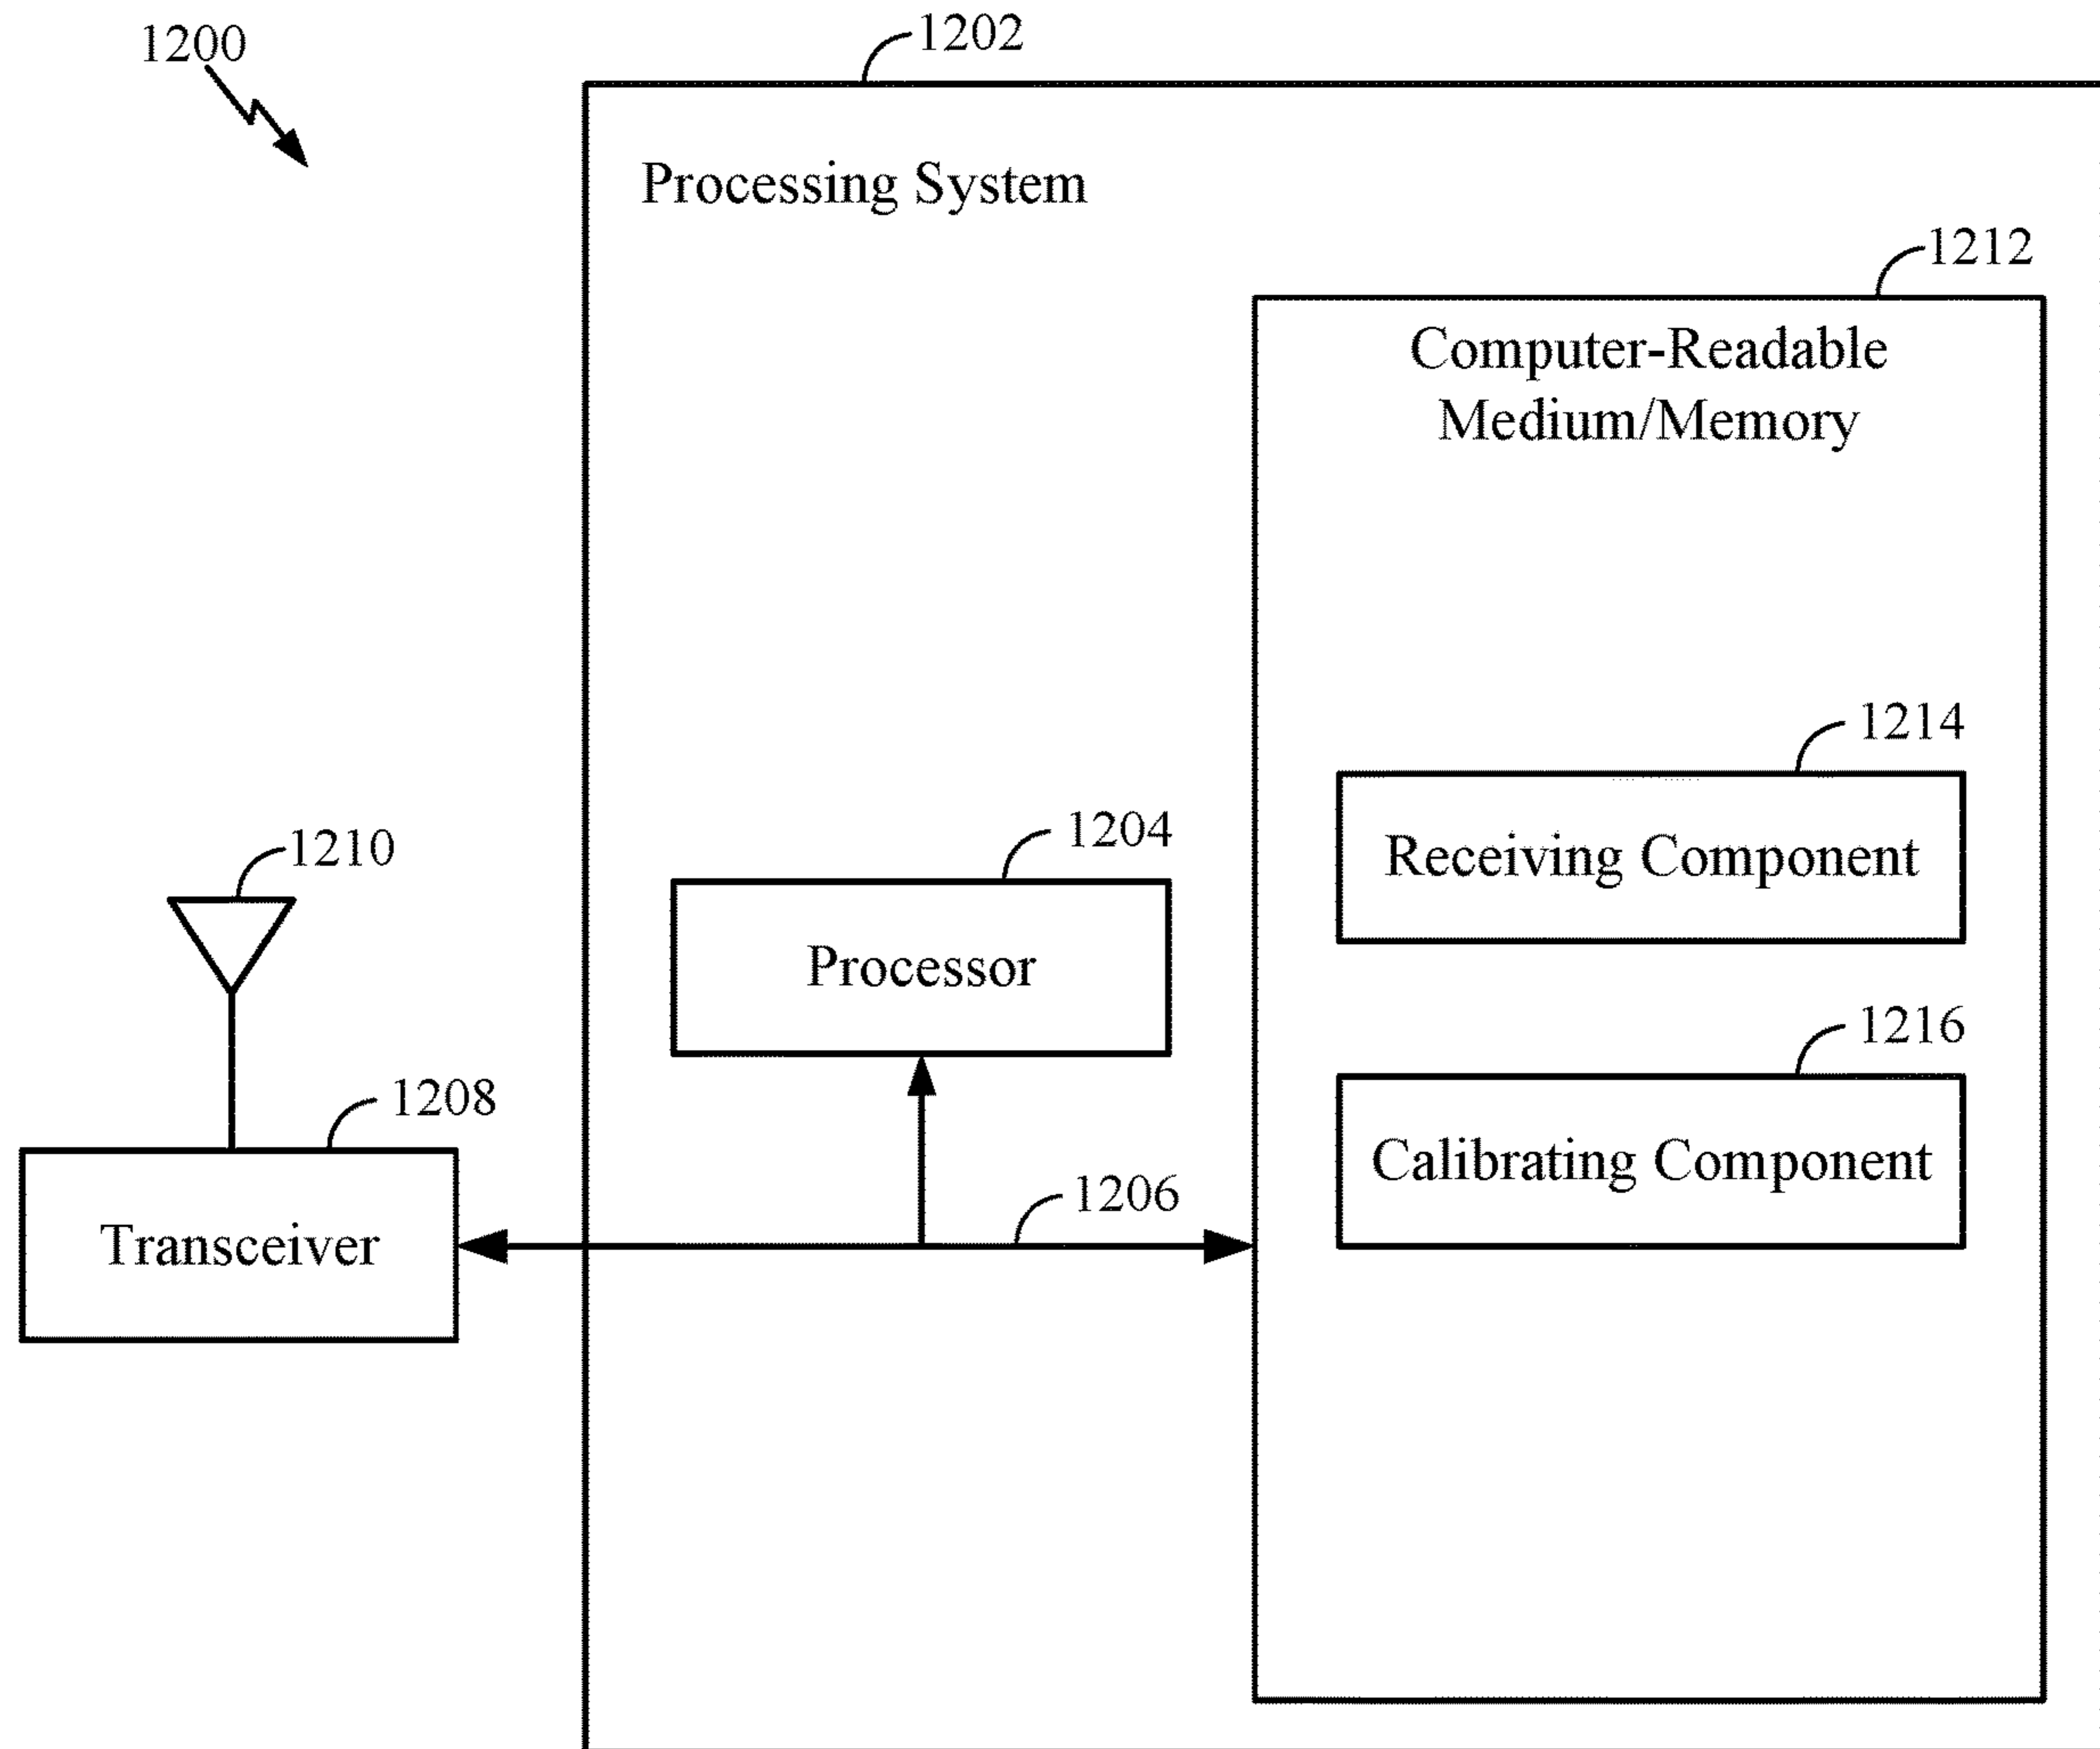 1200
1202
Processing System
1212
Computer-Readable
Medium/Memory
1214
Receiving Component
1204
Processor
1210
1216
Calibrating Component
1208
Transceiver
1206